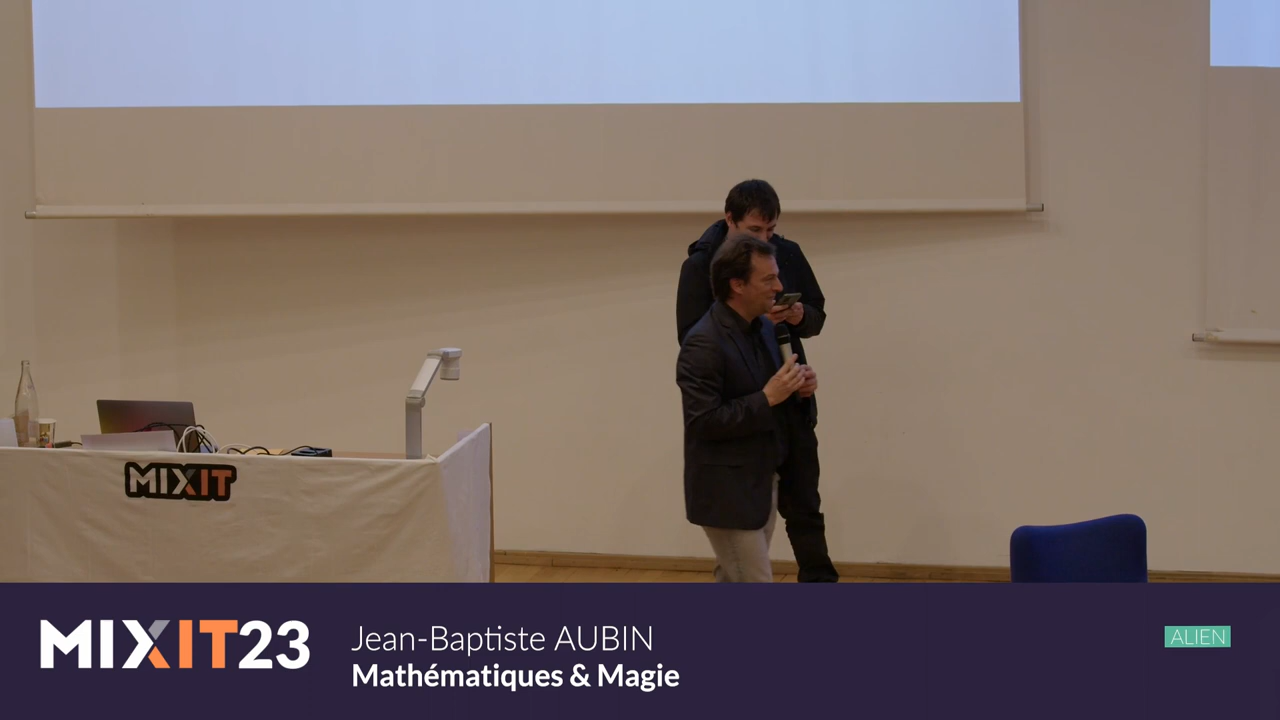 MIXIT
MIXIT23
Jean-Baptiste AUBIN
Mathématiques & Magie
ALIEN